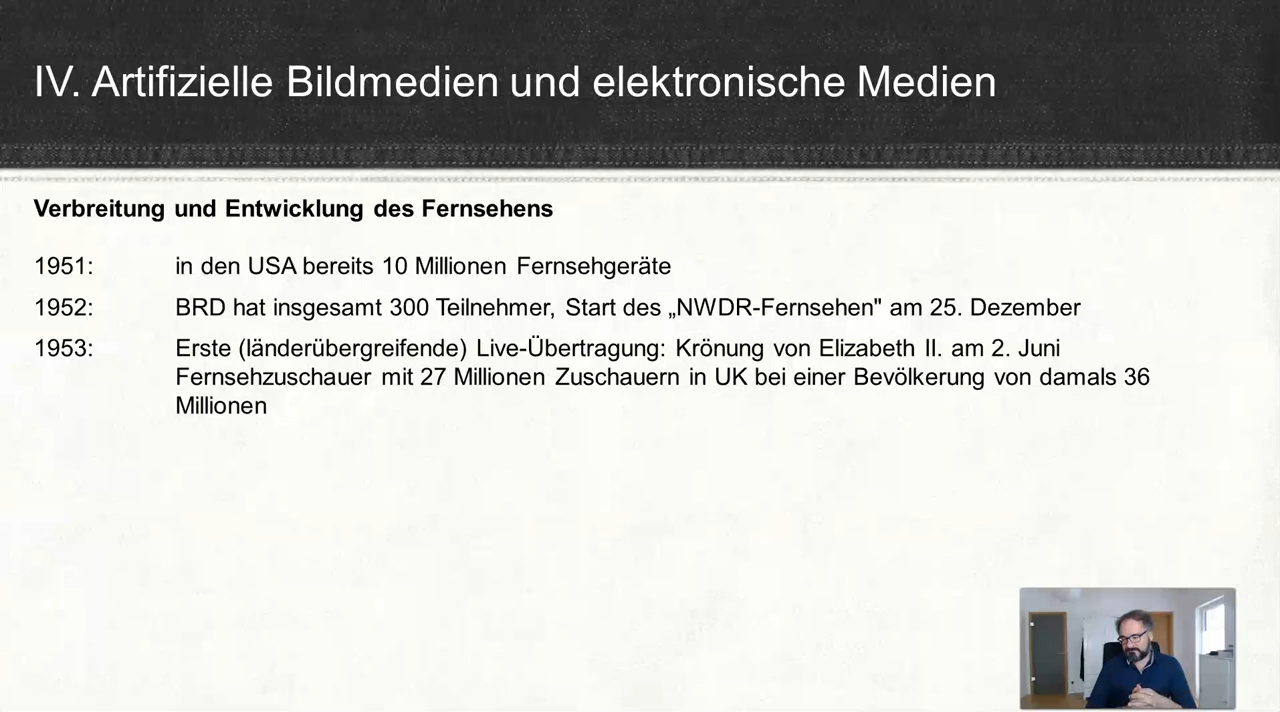 IV. Artifizielle Bildmedien und elektronische Medien
Verbreitung und Entwicklung des Fernsehens
1951: in den USA bereits 10 Millionen Fernsehgeräte
1952: BRD hat insgesamt 300 Teilnehmer, Start des „NWDR-Fernsehen" am 25. Dezember
1953: Erste (länderübergreifende) Live-Übertragung: Krönung von Elizabeth II. am 2. Juni
Fernsehzuschauer mit 27 Millionen Zuschauern in UK bei einer Bevölkerung von damals 36
Millionen